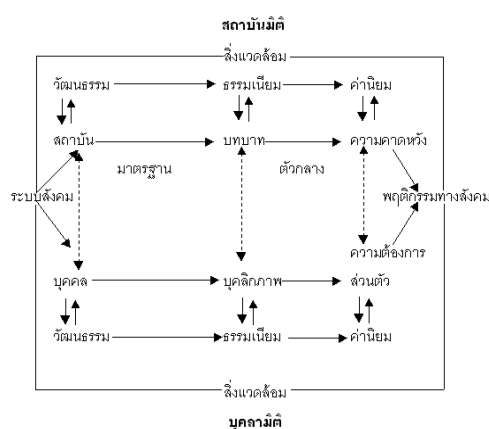 สถาบันมิติ
สิ่งแวดล้อม
วัฒนธรรม ธรรมเนียม ค่านิยม
สถาบัน บทบาท ความคาดหวัง
มาตรฐาน ตัวกลาง
ระบบสังคม พฤติกรรมทางสังคม
ความต้องการ
บุคคล บุคลิกภาพ ส่วนตัว
วัฒนธรรม ธรรมเนียม ค่านิยม
สิ่งแวดล้อม
บุคลามิติ